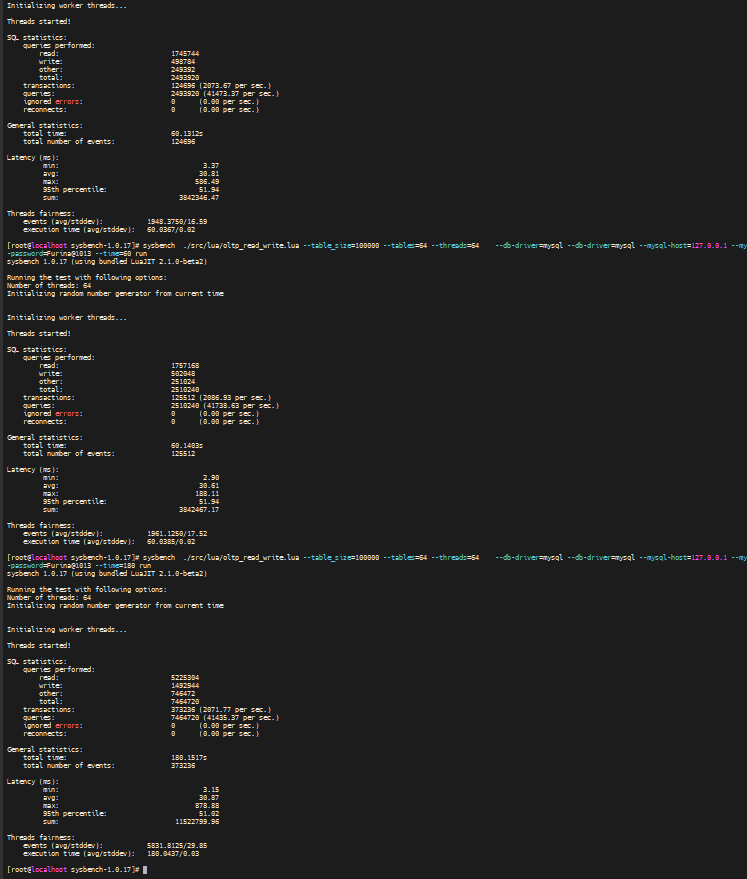 Initializing worker threads...
Threads started!
SQL statistics:
queries performed:
read: 1745744
write: 498784
other: 249392
total: 2493920
transactions: 124696 (2073.67 per sec.)
queries: 2493920 (41473.37 per sec.)
ignored errors: 0 (0.00 per sec.)
reconnects: 0 (0.00 per sec.)
General statistics:
total time: 60.1312s
total number of events: 124696
Latency (ms):
min: 3.37
avg: 30.81
max: 586.49
95th percentile: 51.94
sum: 3842346.47
Threads fairness:
events (avg/stddev): 1948.3750/16.59
execution time (avg/stddev): 60.0367/0.02
[root@localhost sysbench-1.0.17]# sysbench ./src/lua/oltp_read_write.lua --table_size=100000 --tables=64 --threads=64 --db-driver=mysql --db-driver=mysql --mysql-host=127.0.0.1 --my
-password=Furina@1013 --time=60 run
sysbench 1.0.17 (using bundled LuaJIT 2.1.0-beta2)
Running the test with following options:
Number of threads: 64
Initializing random number generator from current time
Initializing worker threads...
Threads started!
SQL statistics:
queries performed:
read: 1757168
write: 502048
other: 251024
total: 2510240
transactions: 125512 (2086.93 per sec.)
queries: 2510240 (41738.63 per sec.)
ignored errors: 0 (0.00 per sec.)
reconnects: 0 (0.00 per sec.)
General statistics:
total time: 60.1403s
total number of events: 125512
Latency (ms):
min: 2.90
avg: 30.61
max: 188.11
95th percentile: 51.94
sum: 3842467.17
Threads fairness:
events (avg/stddev): 1961.1250/17.52
execution time (avg/stddev): 60.0385/0.02
[root@localhost sysbench-1.0.17]# sysbench ./src/lua/oltp_read_write.lua --table_size=100000 --tables=64 --threads=64 --db-driver=mysql --db-driver=mysql --mysql-host=127.0.0.1 --my
-password=Furina@1013 --time=180 run
sysbench 1.0.17 (using bundled LuaJIT 2.1.0-beta2)
Running the test with following options:
Number of threads: 64
Initializing random number generator from current time
Initializing worker threads...
Threads started!
SQL statistics:
queries performed:
read: 5225304
write: 1492944
other: 746472
total: 7464720
transactions: 373236 (2071.77 per sec.)
queries: 7464720 (41435.37 per sec.)
ignored errors: 0 (0.00 per sec.)
reconnects: 0 (0.00 per sec.)
General statistics:
total time: 180.1517s
total number of events: 373236
Latency (ms):
min: 3.15
avg: 30.87
max: 878.88
95th percentile: 51.02
sum: 11522799.96
Threads fairness:
events (avg/stddev): 5831.8125/29.85
execution time (avg/stddev): 180.0437/0.03
[root@localhost sysbench-1.0.17]#